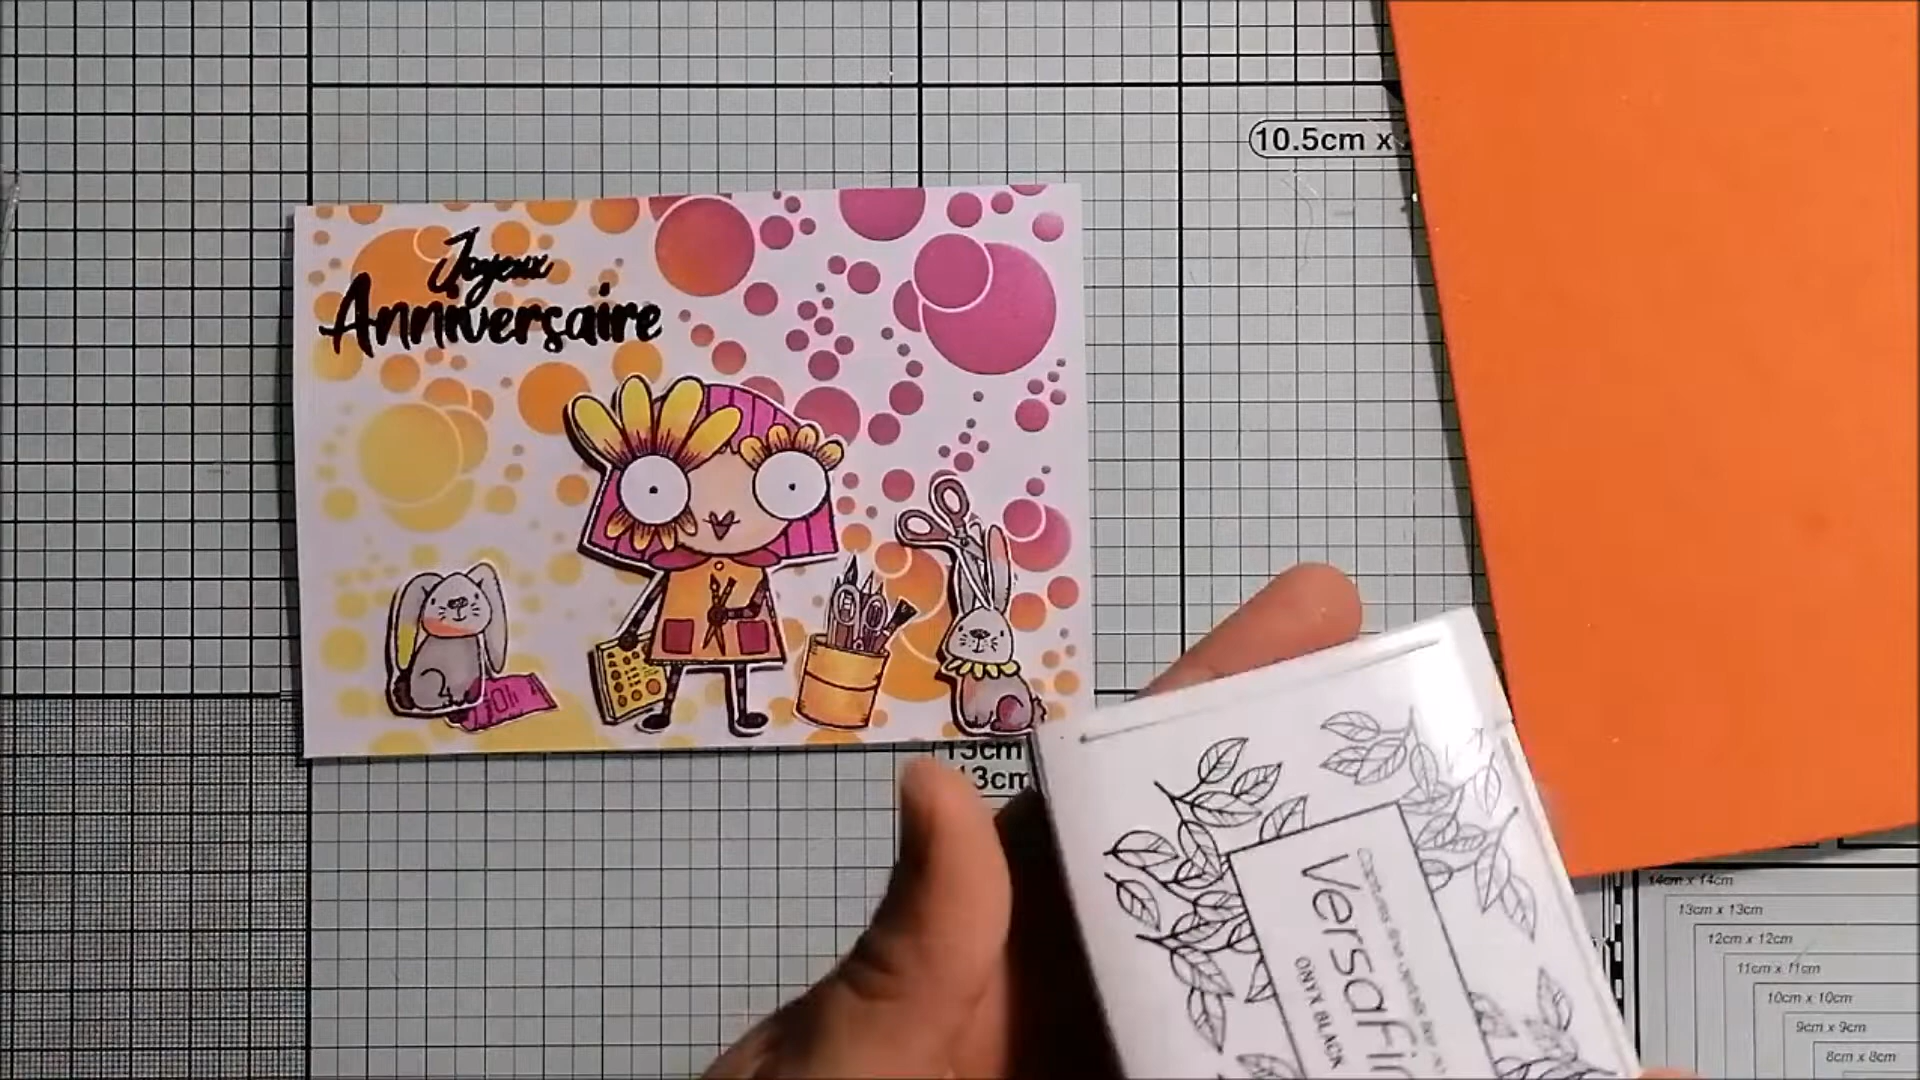 10.5cm x
Joyeux
Anniversaire
13cm
13cm
Versafin
ONYX BLACK
14cm x 14cm
13cm x 13cm
12cm x 12cm
11cm x 11cm
10cm x 10cm
9cm x 9cm
8cm x 8cm